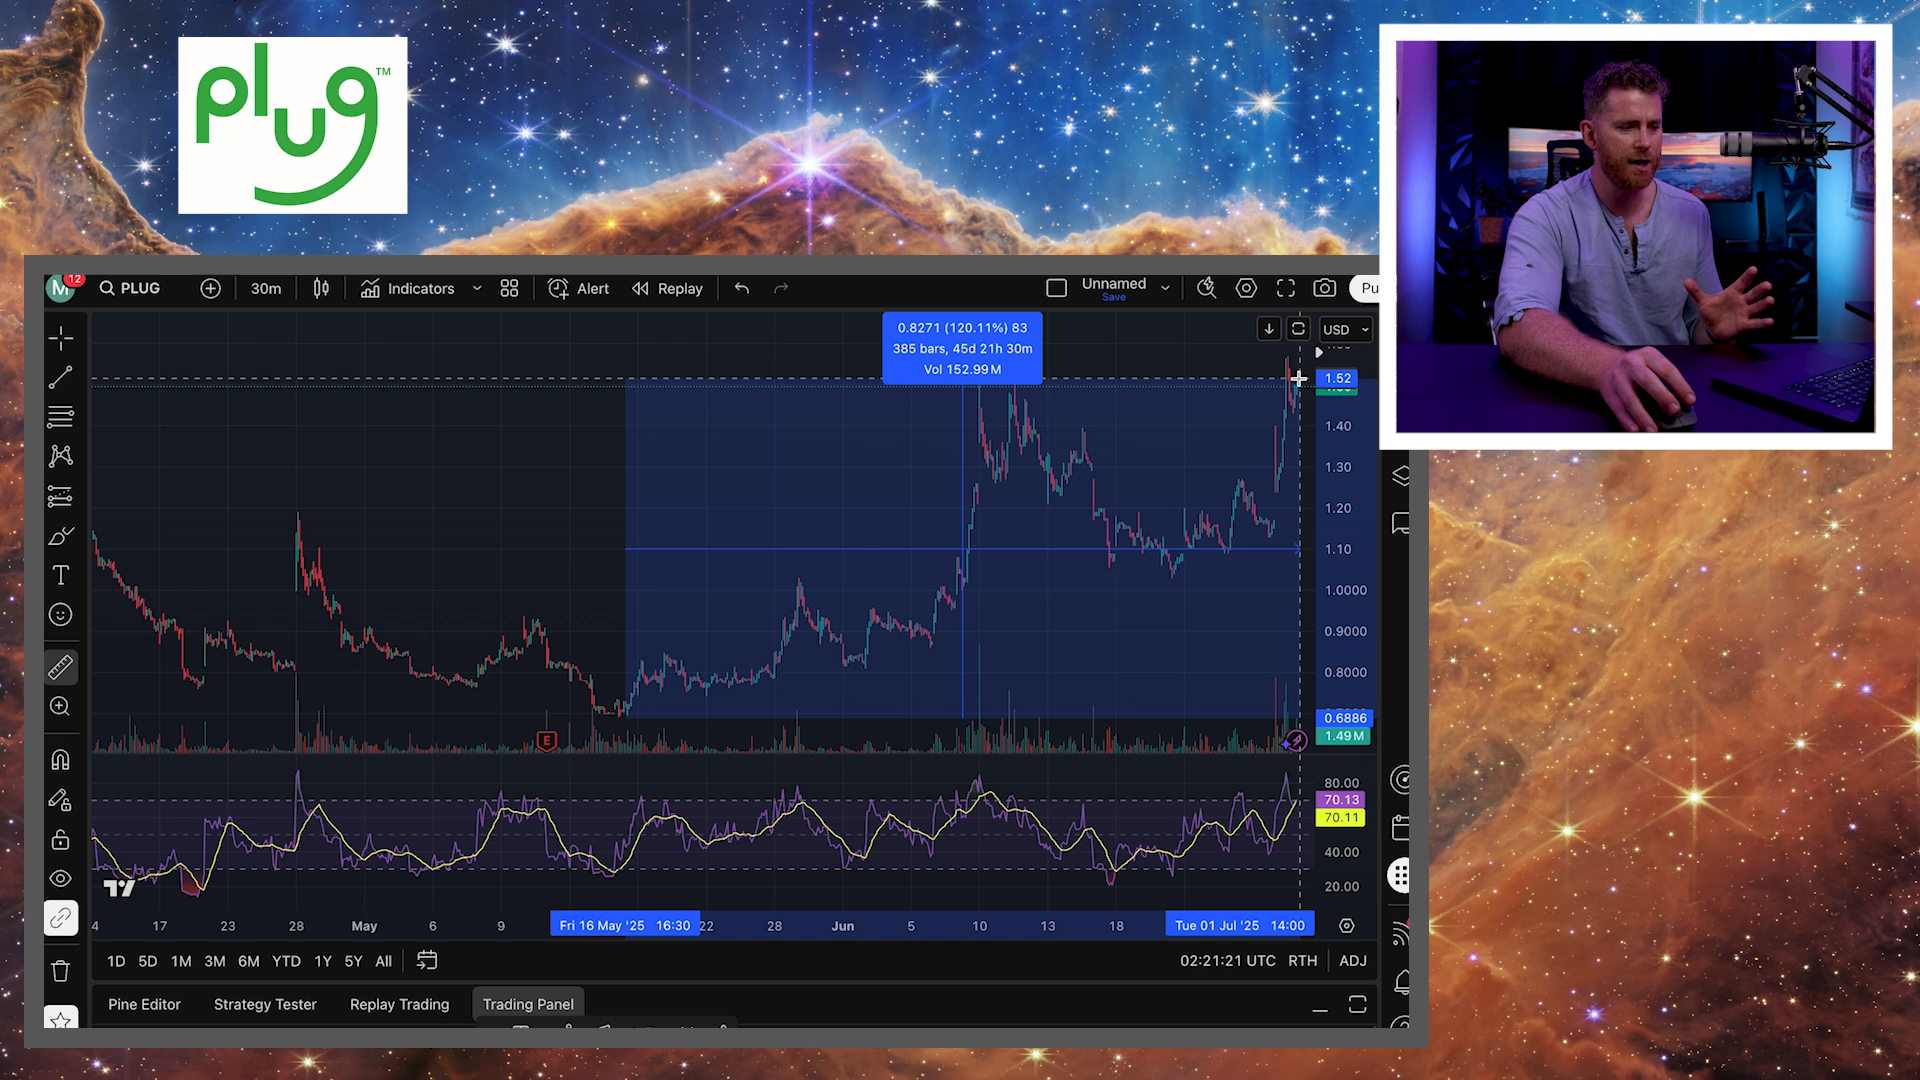 plug™
M 12 PLUG 30m Indicators Alert Replay Unnamed
Save
Pu
0.8271 (120.11%) 83
385 bars, 45d 21h 30m
Vol 152.99 M
USD
1.52
1.40
1.30
1.20
1.10
1.0000
0.9000
0.8000
0.6886
1.49 M
E
80.00
70.13
70.11
40.00
20.00
4 17 23 28 May 6 9 Fri 16 May '25 16:30 22 28 Jun 5 10 13 18 Tue 01 Jul '25 14:00
1D 5D 1M 3M 6M YTD 1Y 5Y All 02:21:21 UTC RTH ADJ
Pine Editor Strategy Tester Replay Trading Trading Panel